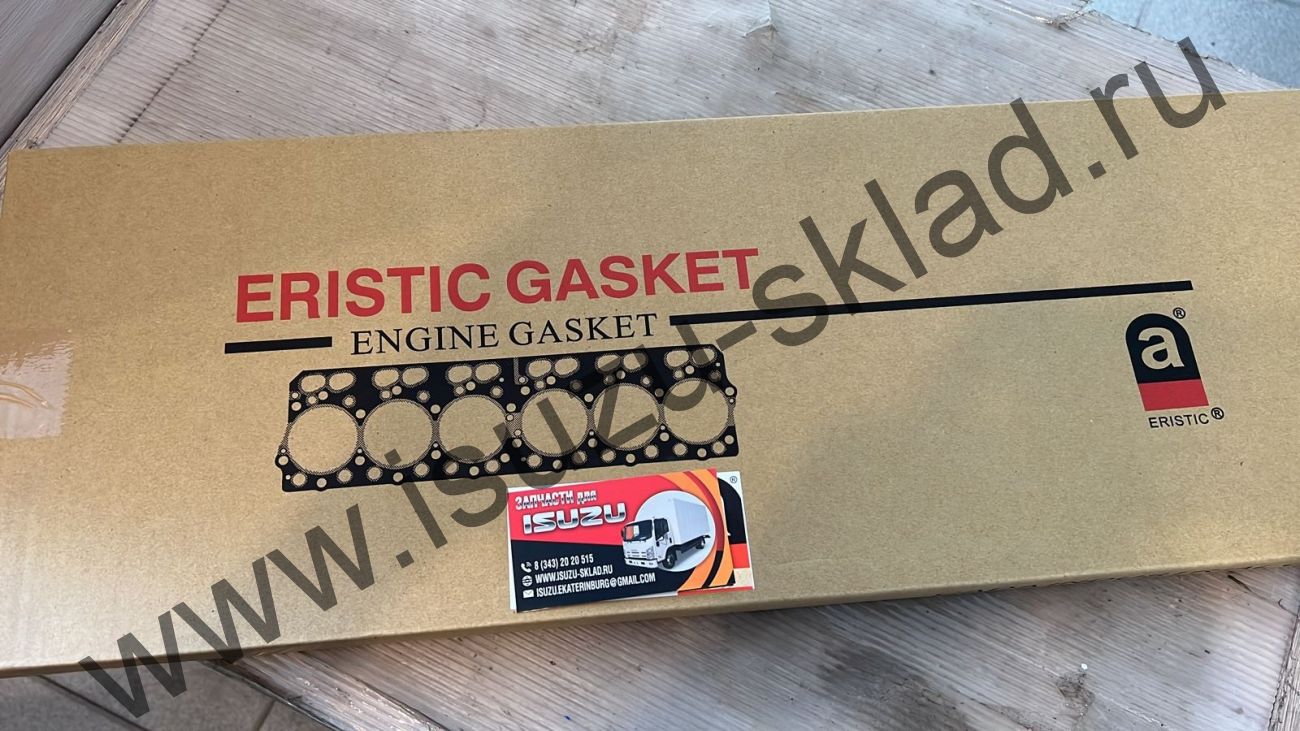 www.isuzu-sklad.ru
ERISTIC GASKET
ENGINE GASKET
a®
ERISTIC®
®
ЗАПЧАСТИ для
ISUZU
8 (343) 20 20 515
WWW.ISUZU-SKLAD.RU
ISUZU.EKATERINBURG@GMAIL.COM